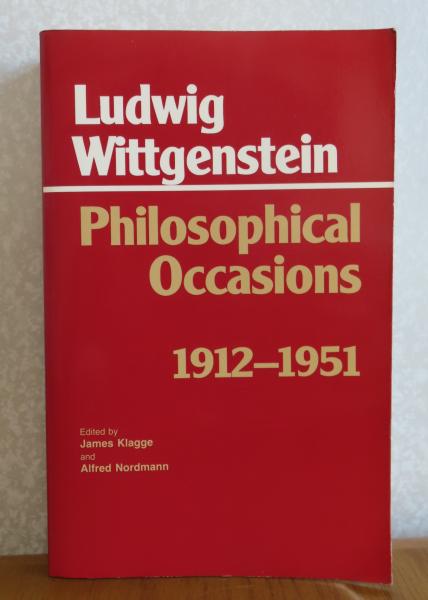 Ludwig
Wittgenstein
Philosophical
Occasions
1912–1951
Edited by
James Klagge
and
Alfred Nordmann